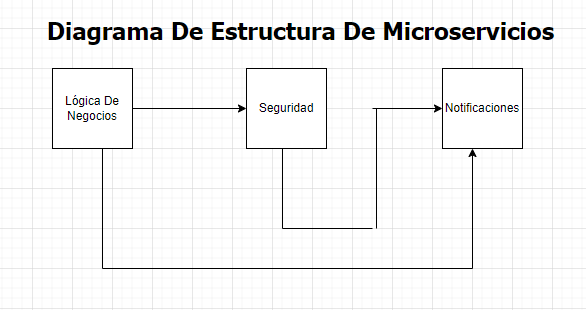 Diagrama De Estructura De Microservicios
Lógica De
Negocios
Seguridad
Notificaciones